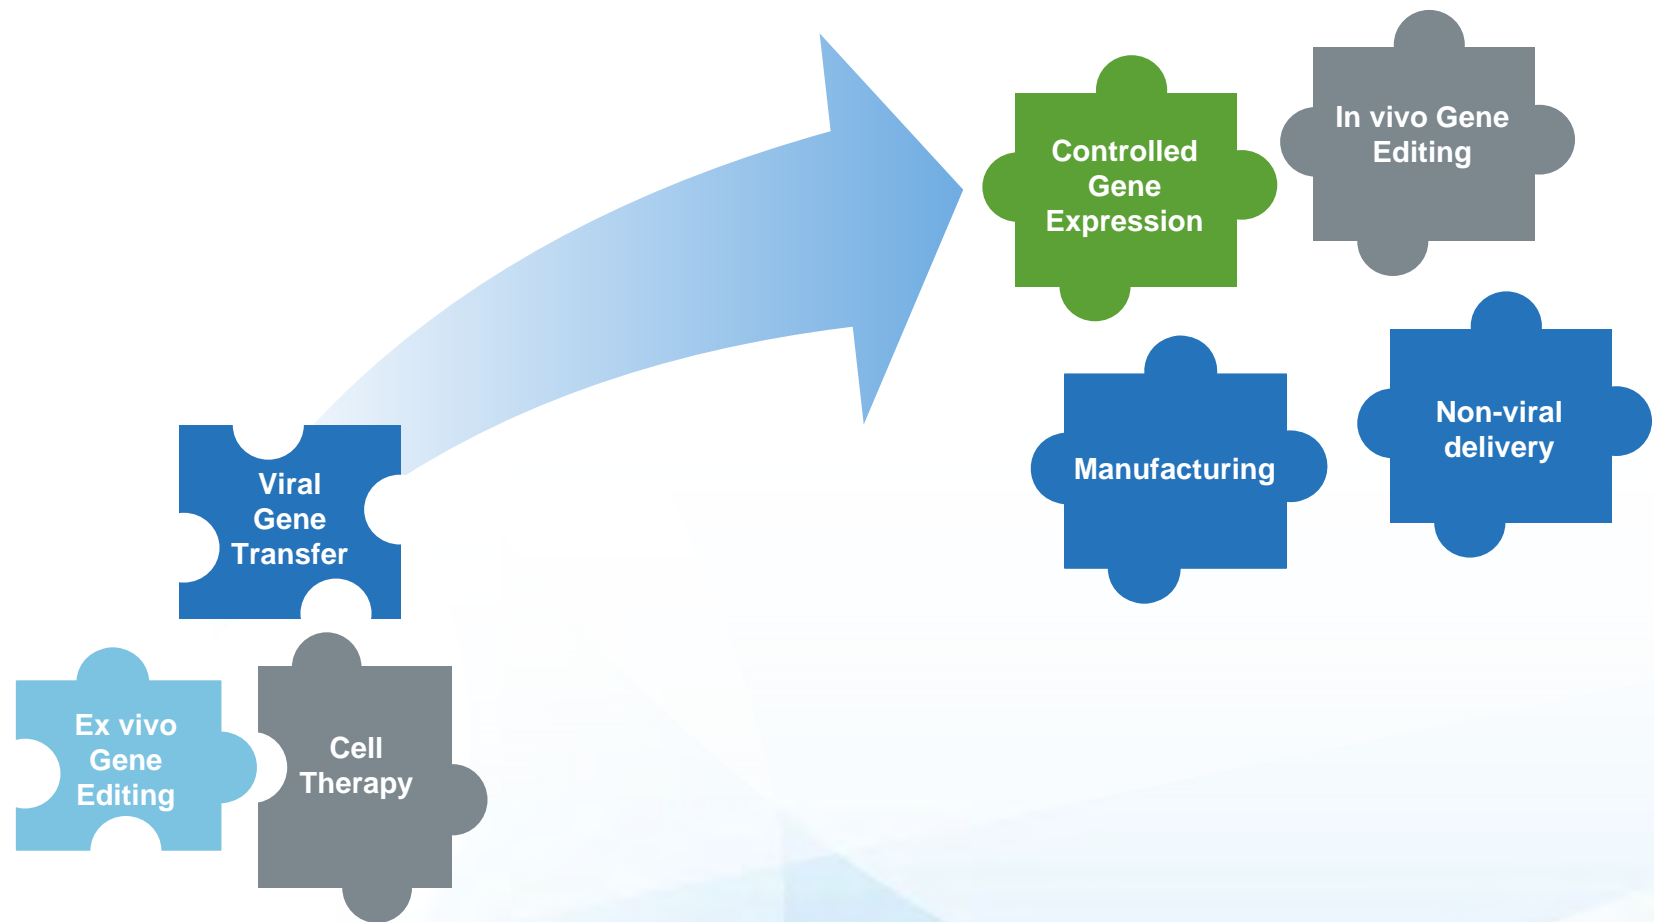 Controlled
Gene
Expression
In vivo Gene
Editing
Manufacturing
Non-viral
delivery
Viral
Gene
Transfer
Ex vivo
Gene
Editing
Cell
Therapy